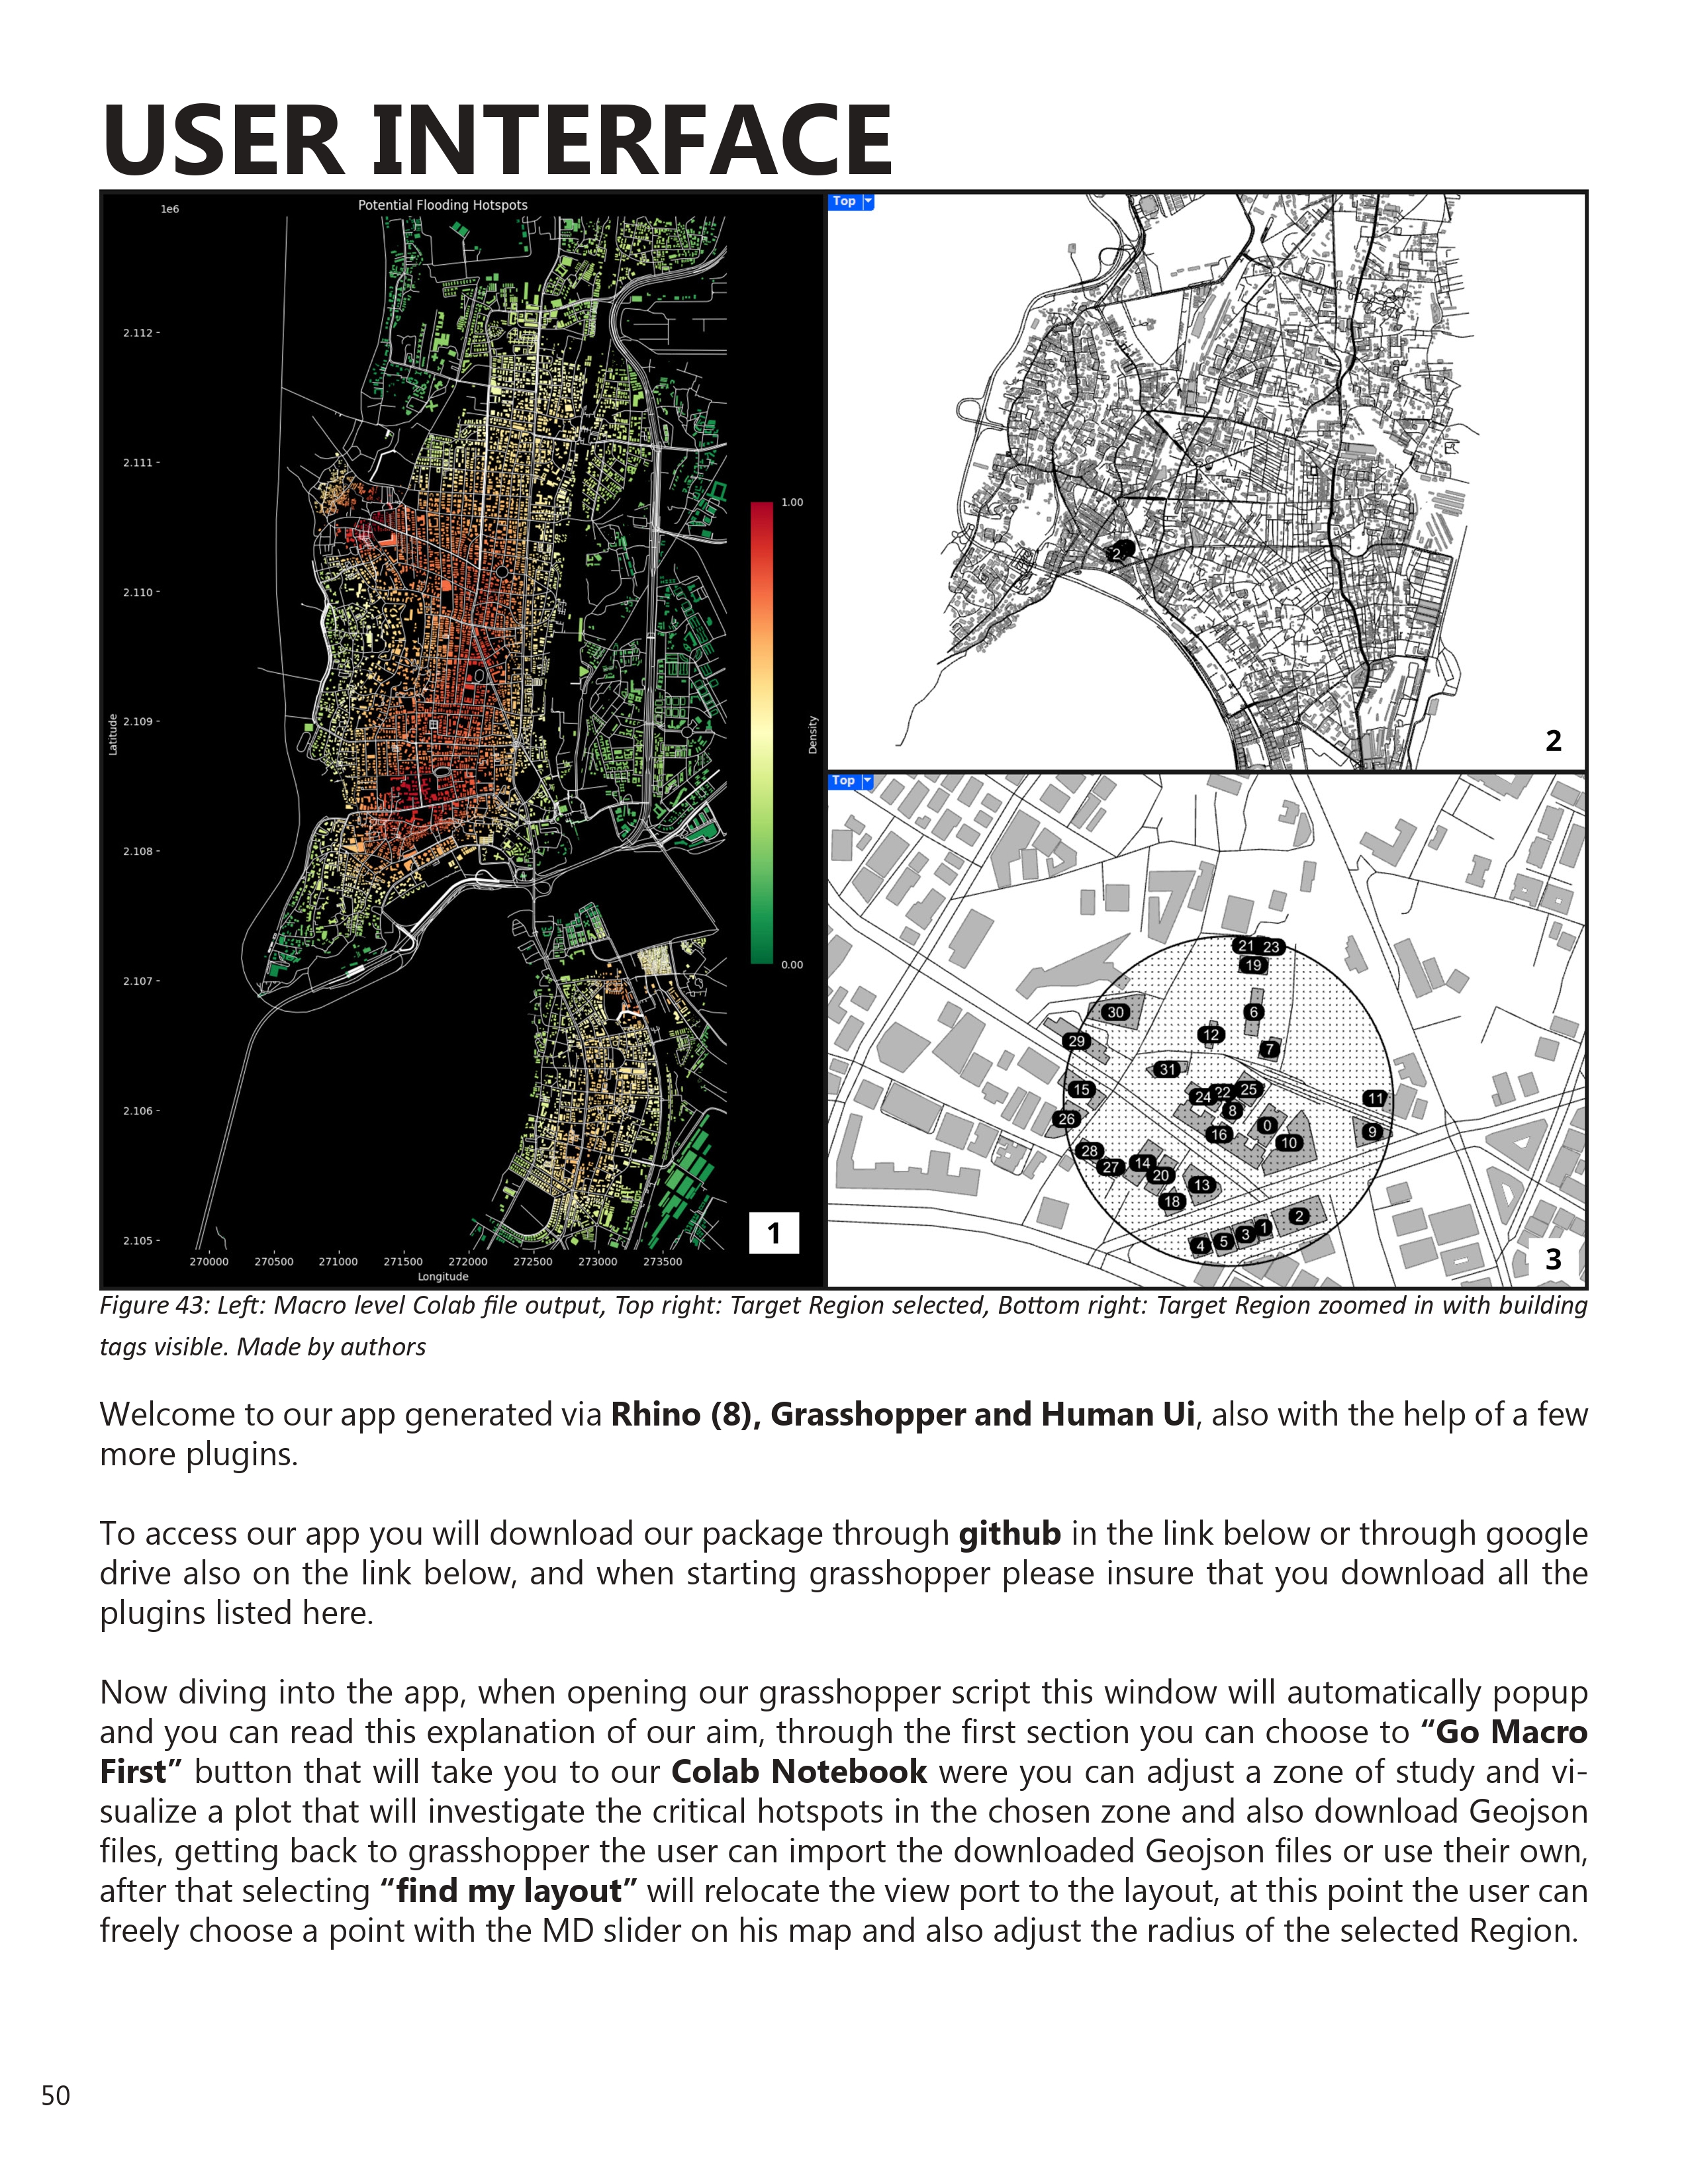 USER INTERFACE
Potential Flooding Hotspots
1e6
2.112
2.111
2.110
2.109
2.108
2.107
2.106
2.105
Latitude
270000 270500 271000 271500 272000 272500 273000 273500
Longitude
1.00
Density
0.00
1
Top
2
2
Top
21 23
19
30
6
12
29
7
31
15
24 22 25
11
8
26
0
9
16
10
28
14
27
20
13
18
2
1
3
5
4
3
Figure 43: Left: Macro level Colab file output, Top right: Target Region selected, Bottom right: Target Region zoomed in with building
tags visible. Made by authors
Welcome to our app generated via Rhino (8), Grasshopper and Human Ui, also with the help of a few
more plugins.
To access our app you will download our package through github in the link below or through google
drive also on the link below, and when starting grasshopper please insure that you download all the
plugins listed here.
Now diving into the app, when opening our grasshopper script this window will automatically popup
and you can read this explanation of our aim, through the first section you can choose to “Go Macro
First” button that will take you to our Colab Notebook were you can adjust a zone of study and vi-
sualize a plot that will investigate the critical hotspots in the chosen zone and also download Geojson
files, getting back to grasshopper the user can import the downloaded Geojson files or use their own,
after that selecting “find my layout” will relocate the view port to the layout, at this point the user can
freely choose a point with the MD slider on his map and also adjust the radius of the selected Region.
50